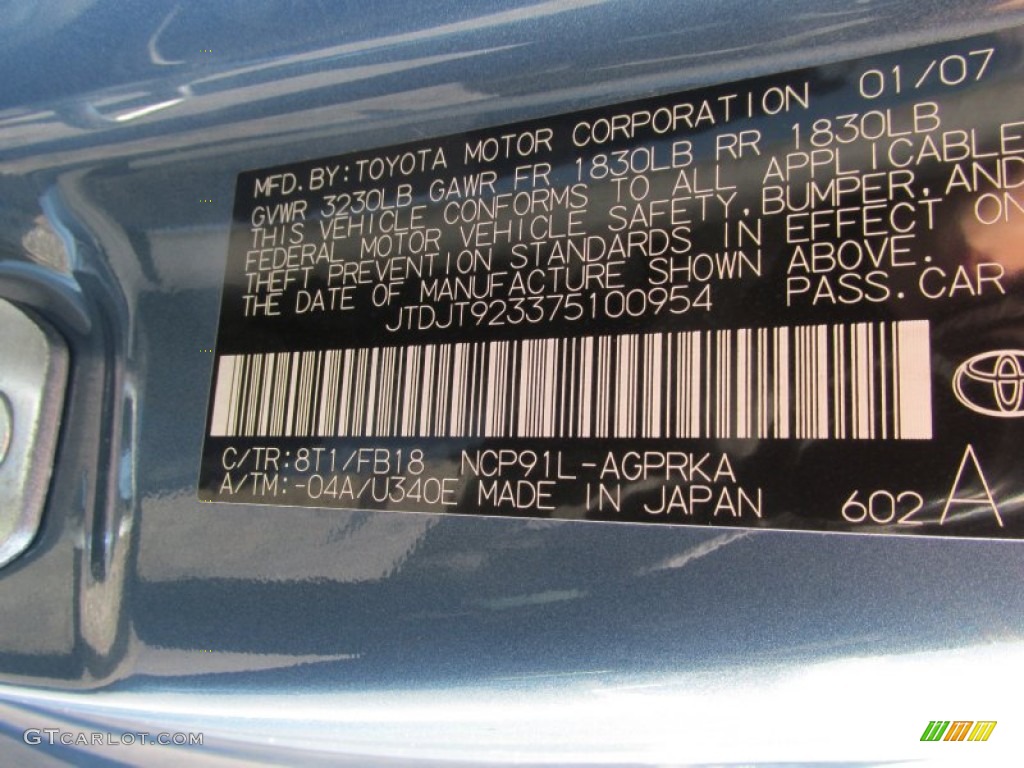 MFD. BY: TOYOTA MOTOR CORPORATION 01/07
GVWR 3230LB GAWR FR 1830LB RR 1830LB
THIS VEHICLE CONFORMS TO ALL APPLICABLE
FEDERAL MOTOR VEHICLE SAFETY, BUMPER, AND
THEFT PREVENTION STANDARDS IN EFFECT ON
THE DATE OF MANUFACTURE SHOWN ABOVE.
JTDJT923375100954 PASS. CAR
C/TR: 8T1/FB18 NCP91L-AGPRKA
A/TM: -04A/U340E MADE IN JAPAN 602 A
GTCARLOT.COM